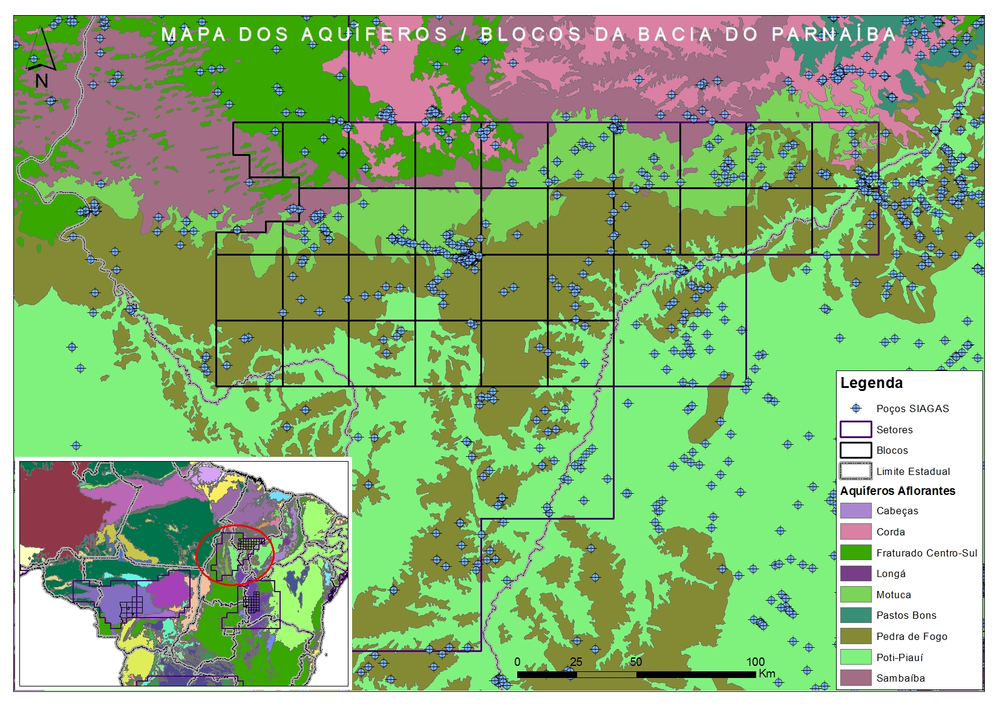 MAPA DOS AQUÍFEROS / BLOCOS DA BACIA DO PARNAÍBA
N
Legenda
Poços SIAGAS
Setores
Blocos
Limite Estadual
Aquíferos Aflorantes
Cabeças
Corda
Fraturado Centro-Sul
Longá
Motuca
Pastos Bons
Pedra de Fogo
Poti-Piauí
Sambaíba
0 25 50 100
Km